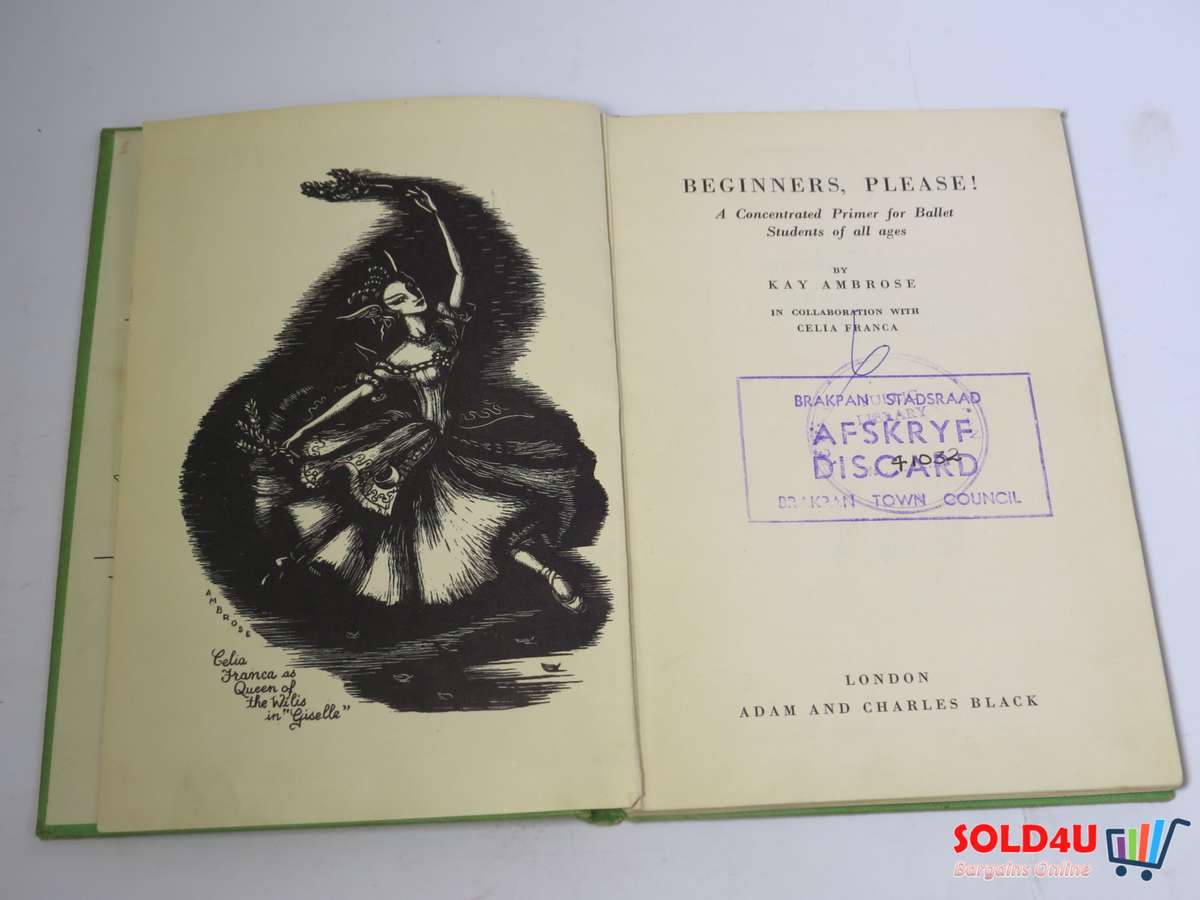 AMBROSE
Celia
Franca as
Queen of
the Wilis
in "Giselle"
BEGINNERS, PLEASE!
A Concentrated Primer for Ballet
Students of all ages
BY
KAY AMBROSE
IN COLLABORATION WITH
CELIA FRANCA
BRAKPAN STADSRAAD
LIBRARY
AFSKRYF
DISCARD
41032
BRAKPAN TOWN COUNCIL
LONDON
ADAM AND CHARLES BLACK
SOLD4U
Bargains Online